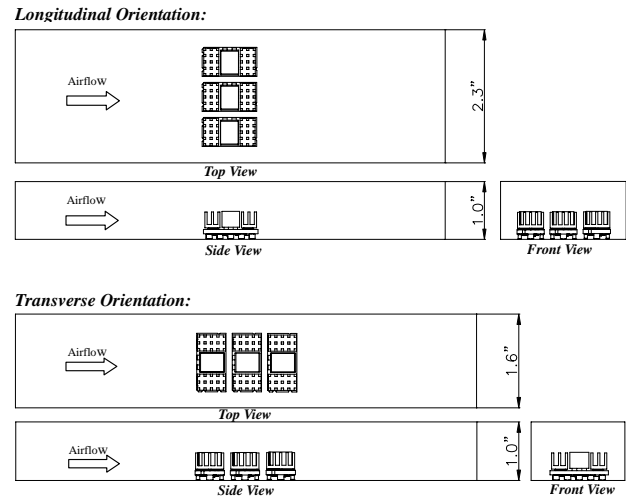 Longitudinal Orientation:
Airflow
2.3"
Top View
Airflow
1.0"
Side View
Front View
Transverse Orientation:
Airflow
1.6"
Top View
Airflow
1.0"
Side View
Front View